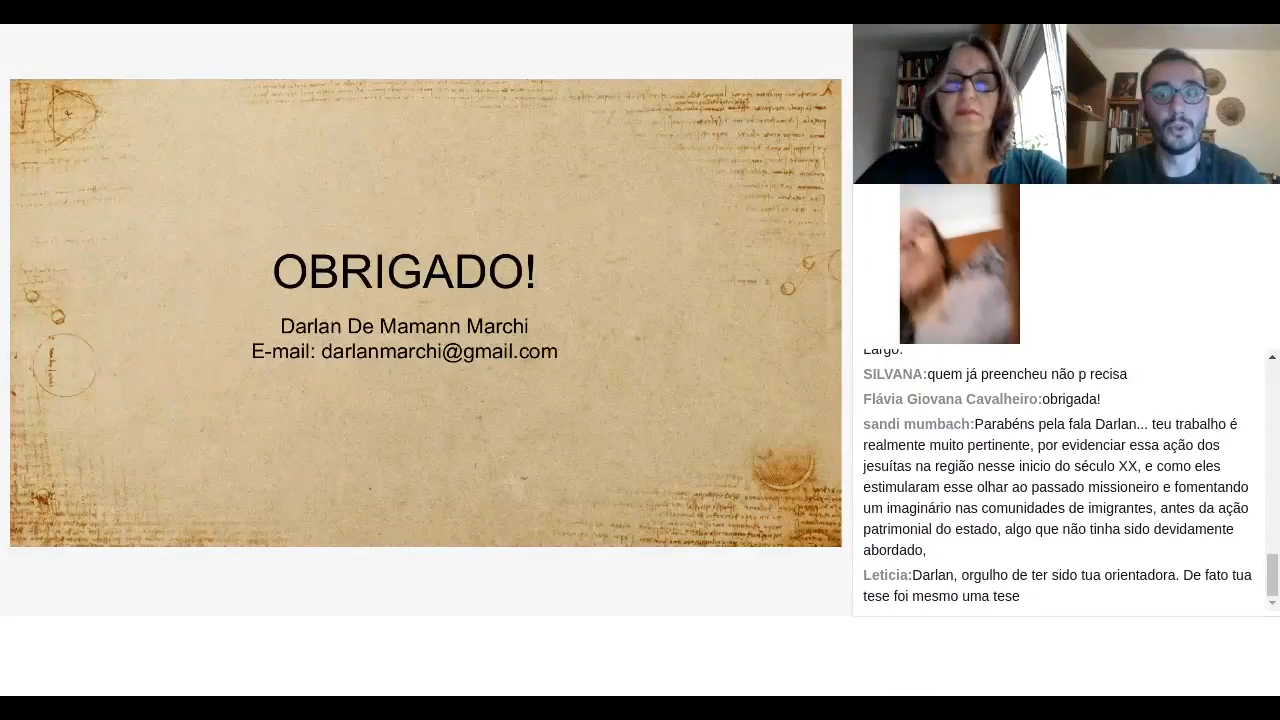 OBRIGADO!
Darlan De Mamann Marchi
E-mail: darlanmarchi@gmail.com
Largo.
SILVANA:quem já preencheu não p recisa
Flávia Giovana Cavalheiro:obrigada!
sandi mumbach:Parabéns pela fala Darlan... teu trabalho é
realmente muito pertinente, por evidenciar essa ação dos
jesuítas na região nesse inicio do século XX, e como eles
estimularam esse olhar ao passado missioneiro e fomentando
um imaginário nas comunidades de imigrantes, antes da ação
patrimonial do estado, algo que não tinha sido devidamente
abordado,
Leticia:Darlan, orgulho de ter sido tua orientadora. De fato tua
tese foi mesmo uma tese